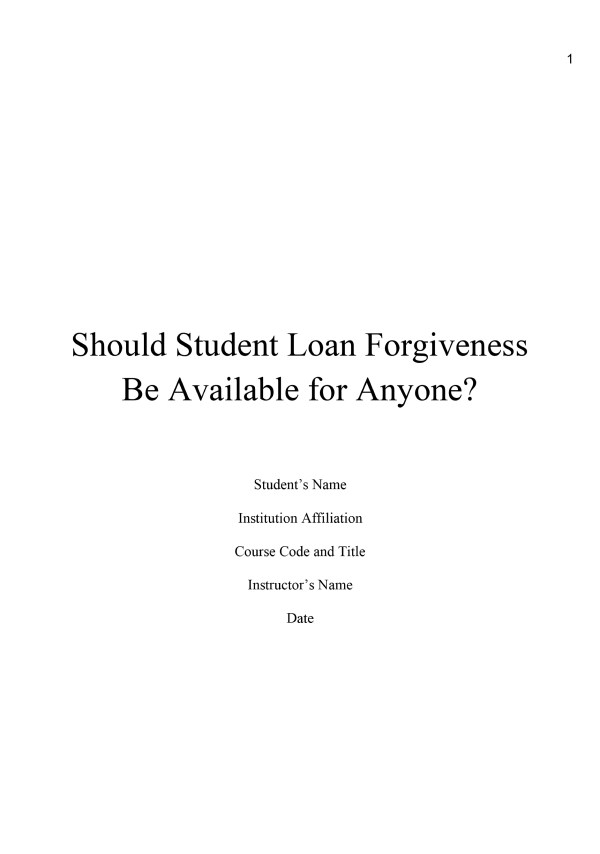 1
Should Student Loan Forgiveness
Be Available for Anyone?
Student’s Name
Institution Affiliation
Course Code and Title
Instructor’s Name
Date